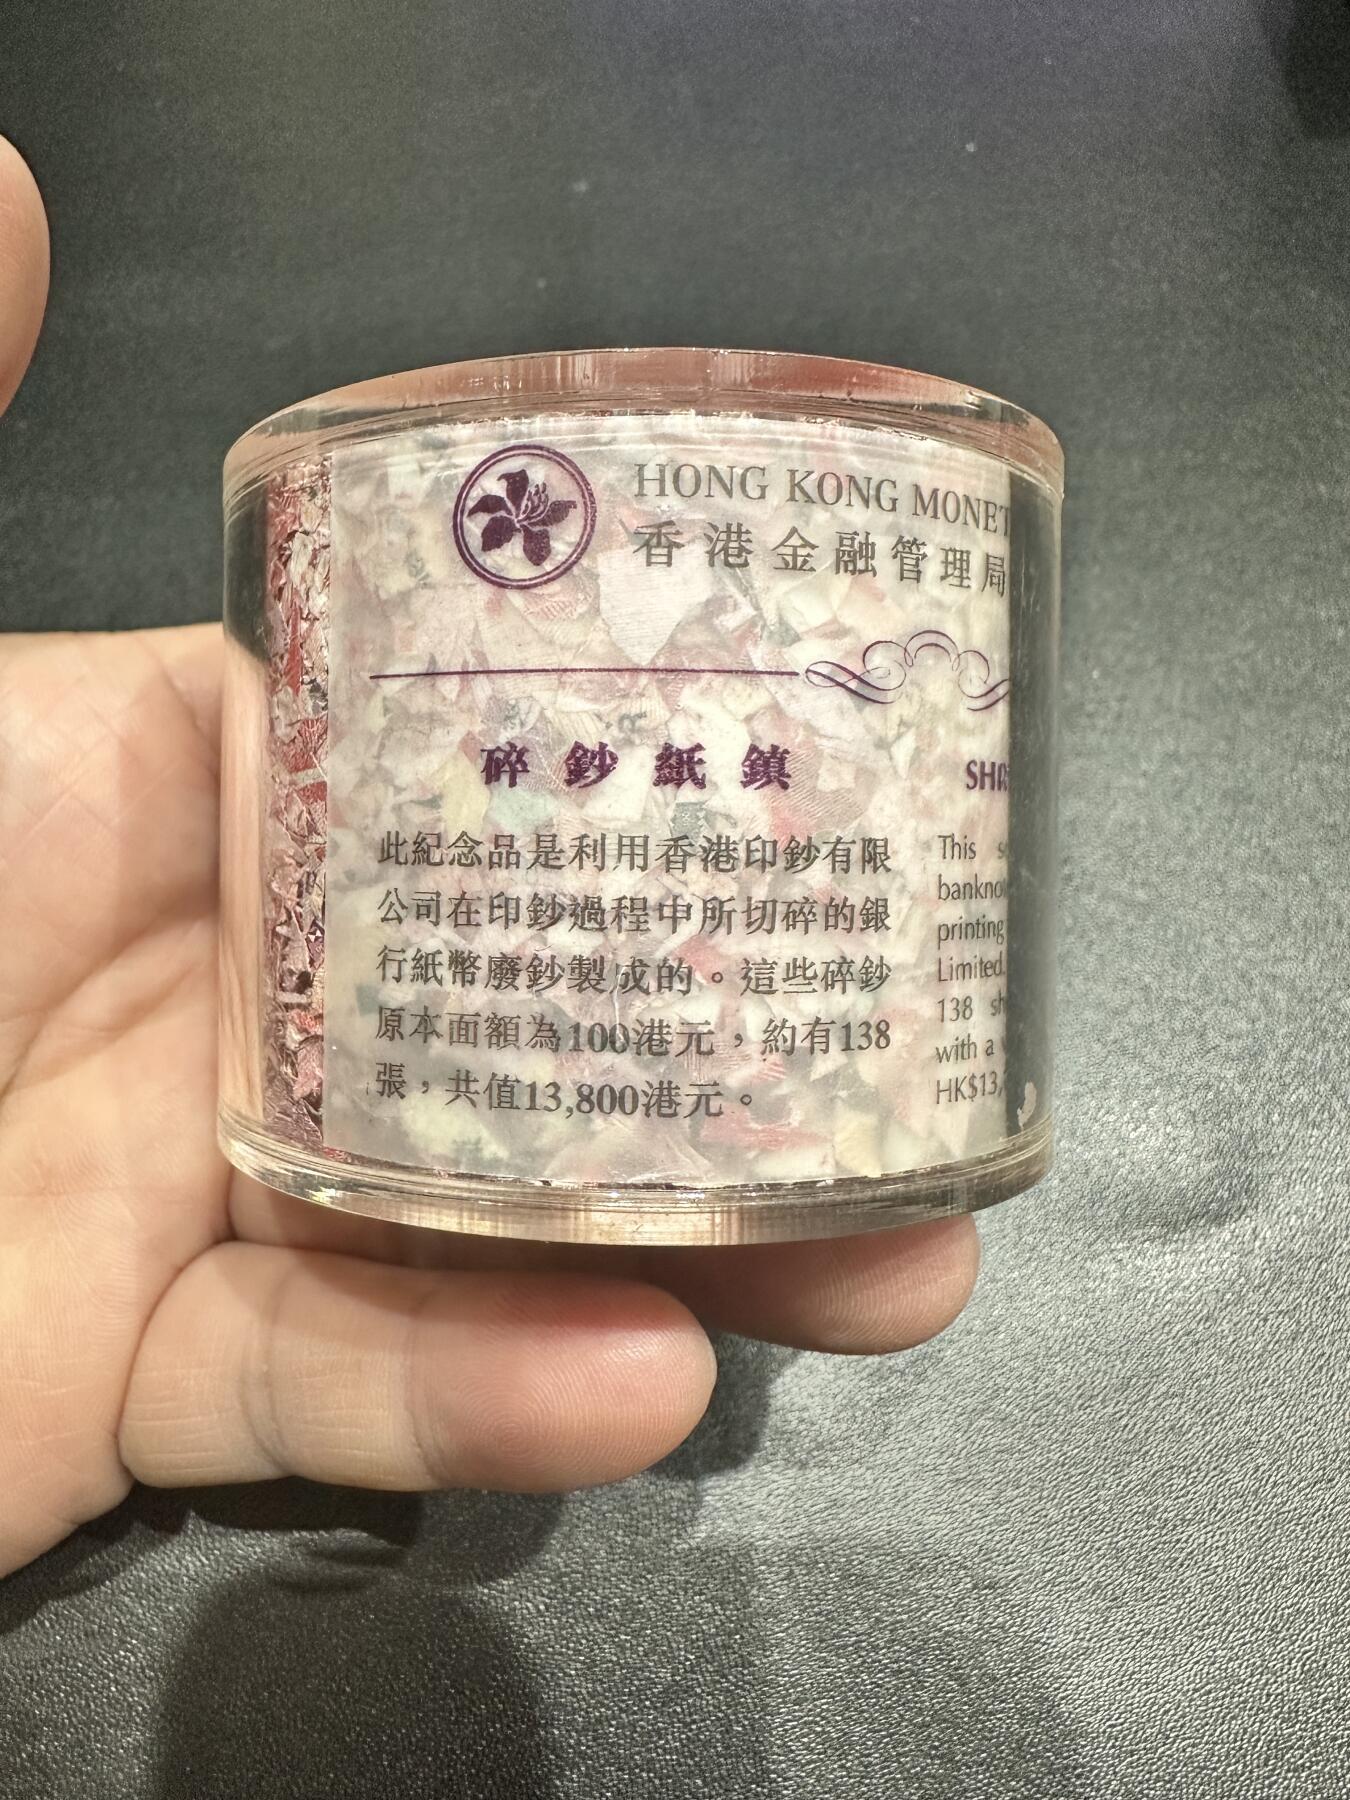 HONG KONG MONET
香港金融管理局
碎鈔紙鎮
此紀念品是利用香港印鈔有限
公司在印鈔過程中所切碎的銀
行紙幣廢鈔製成的。這些碎鈔
原本面額為100港元，約有138
張，共值13,800港元。
This
printing
Limited.
138
with a
HK$13,